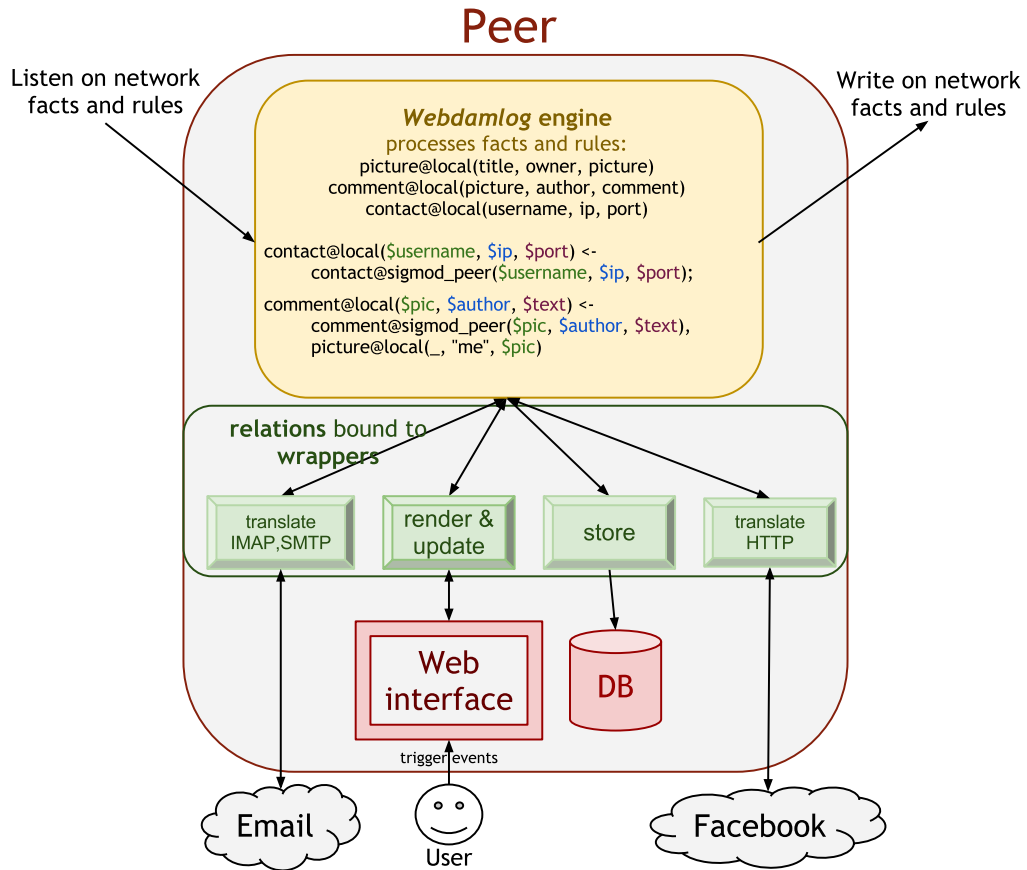 Peer
Listen on network
facts and rules
Write on network
facts and rules
Webdamlog engine
processes facts and rules:
picture@local(title, owner, picture)
comment@local(picture, author, comment)
contact@local(username, ip, port)
contact@local($username, $ip, $port) <-
contact@sigmod_peer($username, $ip, $port);
comment@local($pic, $author, $text) <-
comment@sigmod_peer($pic, $author, $text),
picture@local(_, "me", $pic)
relations bound to
wrappers
translate
IMAP,SMTP
render &
update
store
translate
HTTP
Web
interface
DB
trigger events
Email
User
Facebook